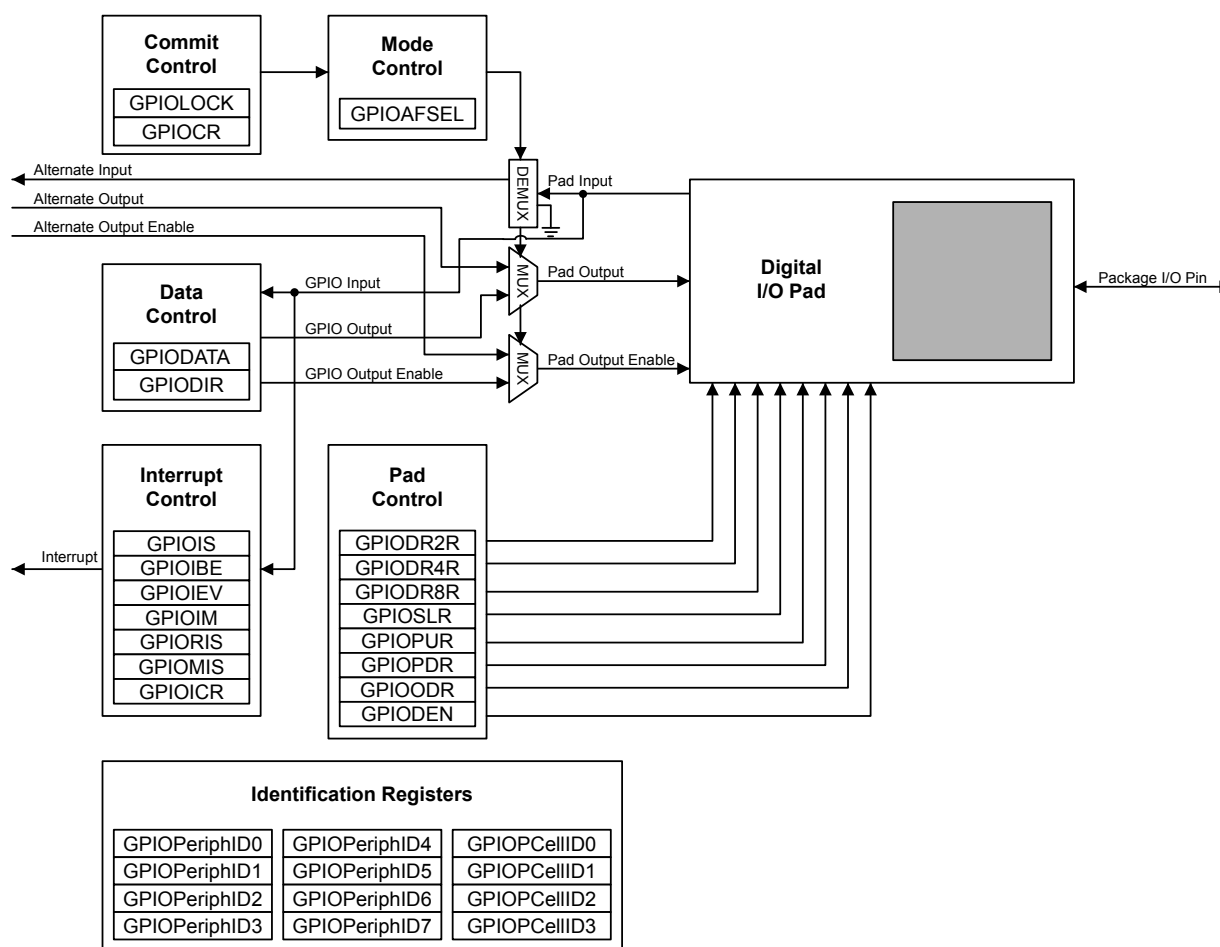 Commit
Control
GPIOLOCK
GPIOCR
Mode
Control
GPIOAFSEL
Alternate Input
Alternate Output
Alternate Output Enable
DEMUX
Pad Input
MUX
Pad Output
MUX
Pad Output Enable
Digital
I/O Pad
Package I/O Pin
Data
Control
GPIODATA
GPIODIR
GPIO Input
GPIO Output
GPIO Output Enable
Interrupt
Control
GPIOIS
GPIOIBE
GPIOIEV
GPIOIM
GPIORIS
GPIOMIS
GPIOICR
Interrupt
Pad
Control
GPIODR2R
GPIODR4R
GPIODR8R
GPIOSLR
GPIOPUR
GPIOPDR
GPIOODR
GPIODEN
Identification Registers
GPIOPeriphID0
GPIOPeriphID1
GPIOPeriphID2
GPIOPeriphID3
GPIOPeriphID4
GPIOPeriphID5
GPIOPeriphID6
GPIOPeriphID7
GPIOPCellID0
GPIOPCellID1
GPIOPCellID2
GPIOPCellID3